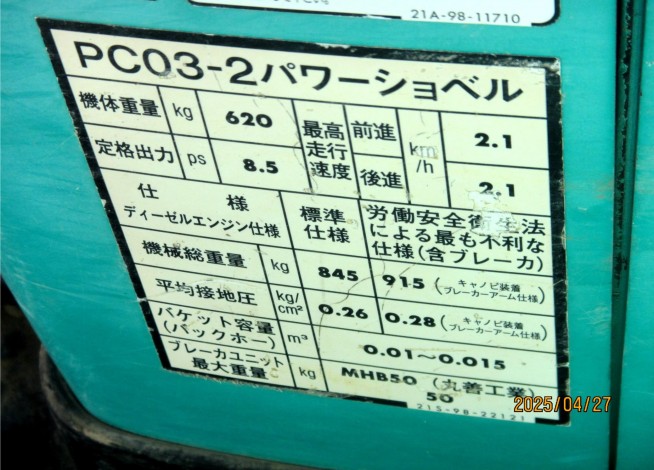 21A-98-11710
PC03-2パワーショベル
機体重量 kg 620 最高走行速度 前進 km/h 2.1
定格出力 ps 8.5 後進 2.1
仕様 標準 労働安全衛生法
ディーゼルエンジン仕様 仕様 による最も不利な
仕様(含ブレーカ)
機械総重量 kg 845 915 (キャノピ装着
ブレーカーアーム仕様)
平均接地圧 kg/cm² 0.26 0.28 (キャノピ装着
ブレーカーアーム仕様)
バケット容量 m³ 0.01〜0.015
(バックホー)
ブレーカユニット MHB50 (丸善工業)
最大重量 kg 50
21S-98-22121
2025/04/27